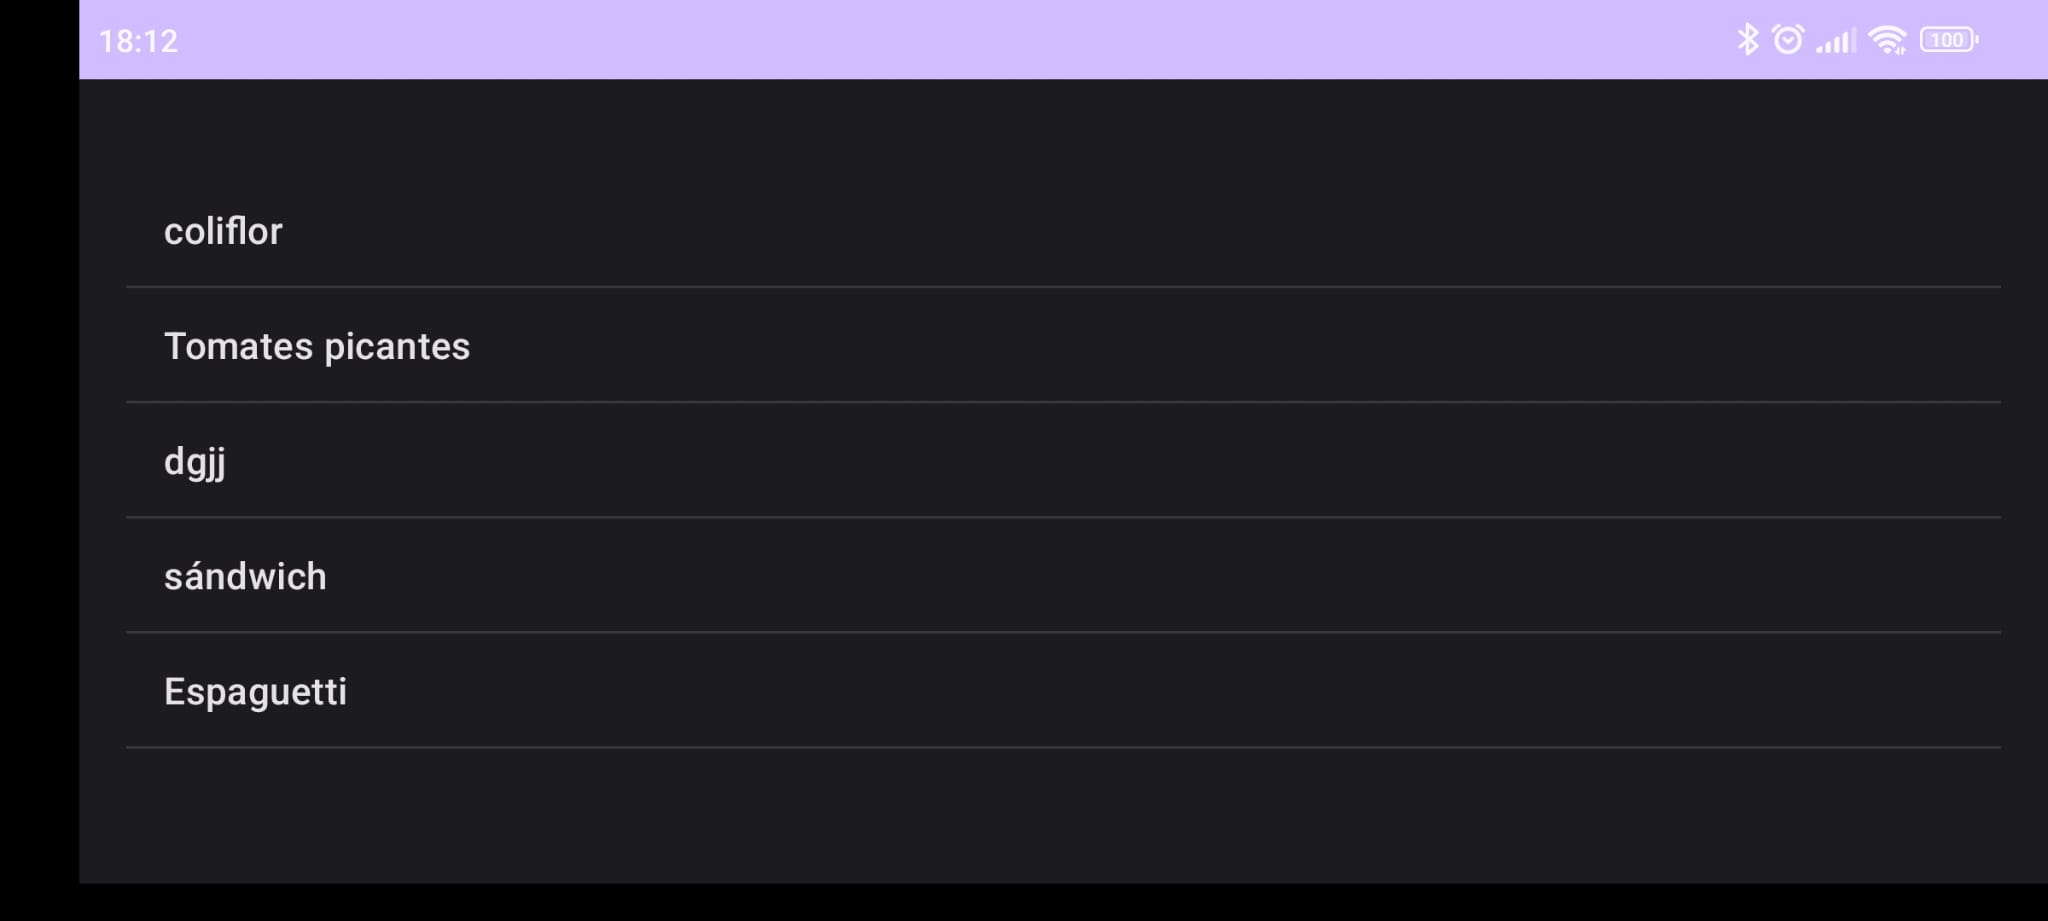 18:12
100
coliflor
Tomates picantes
dgjj
sándwich
Espaguetti